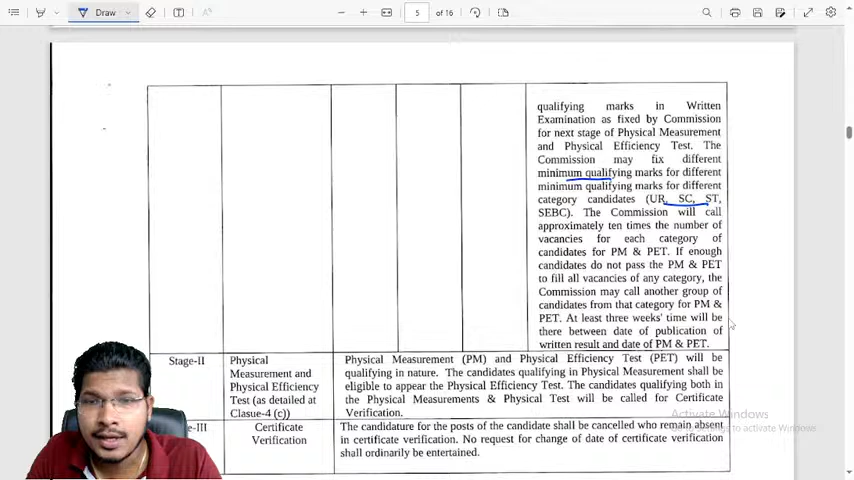 Draw
5
of 16
qualifying marks in Written
Examination as fixed by Commission
for next stage of Physical Measurement
and Physical Efficiency Test. The
Commission may fix different
minimum qualifying marks for different
minimum qualifying marks for different
category candidates (UR, SC, ST,
SEBC). The Commission will call
approximately ten times the number of
vacancies for each category of
candidates for PM & PET. If enough
candidates do not pass the PM & PET
to fill all vacancies of any category, the
Commission may call another group of
candidates from that category for PM &
PET. At least three weeks' time will be
there between date of publication of
written result and date of PM & PET.
Stage-II
Physical
Measurement and
Physical Efficiency
Test (as detailed at
Clasue-4 (c))
Physical Measurement (PM) and Physical Efficiency Test (PET) will be
qualifying in nature. The candidates qualifying in Physical Measurement shall be
eligible to appear the Physical Efficiency Test. The candidates qualifying both in
the Physical Measurements & Physical Test will be called for Certificate
Verification.
e-III
Certificate
Verification
The candidature for the posts of the candidate shall be cancelled who remain absent
in certificate verification. No request for change of date of certificate verification
shall ordinarily be entertained.
Activate Windows
to activate Windows.